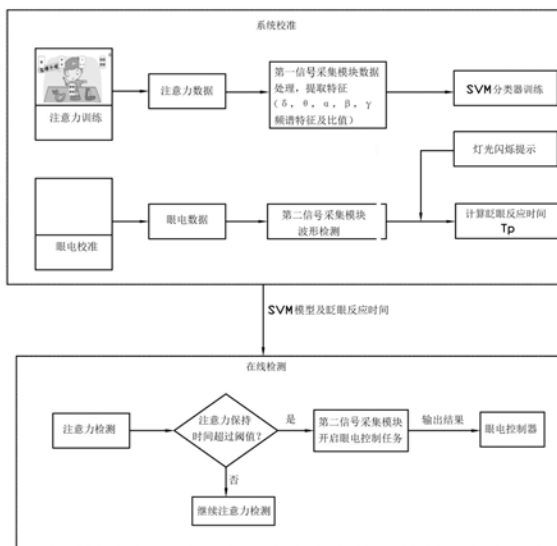 系统校准
注意力训练
注意力数据
第一信号采集模块数据
处理，提取特征
(δ，θ，α，β，γ
频谱特征及比值)
SVM分类器训练
灯光闪烁提示
眼电校准
眼电数据
第二信号采集模块
波形检测
计算眨眼反应时间
Tp
SVM模型及眨眼反应时间
在线检测
注意力检测
注意力保持
时间超过阈值?
是
第二信号采集模块
开启眼电控制任务
输出结果
眼电控制器
否
继续注意力检测